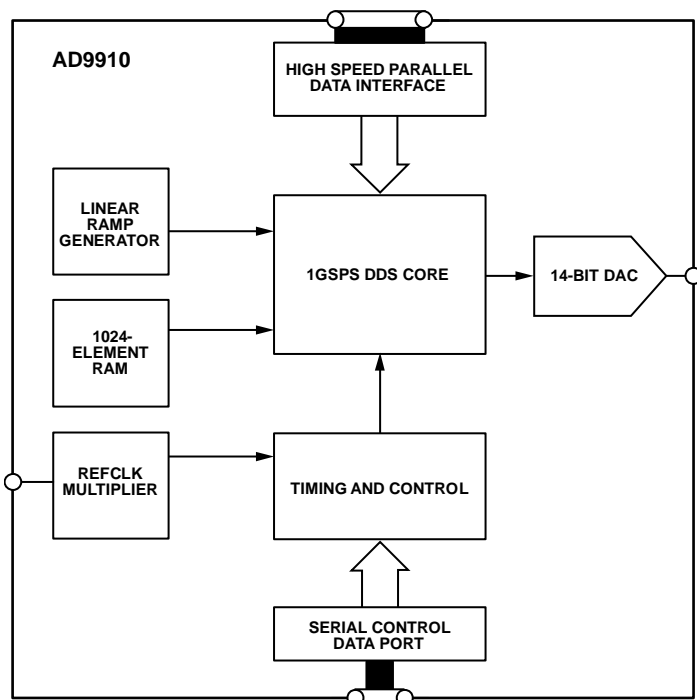 AD9910
HIGH SPEED PARALLEL
DATA INTERFACE
LINEAR
RAMP
GENERATOR
1GSPS DDS CORE
14-BIT DAC
1024-
ELEMENT
RAM
REFCLK
MULTIPLIER
TIMING AND CONTROL
SERIAL CONTROL
DATA PORT